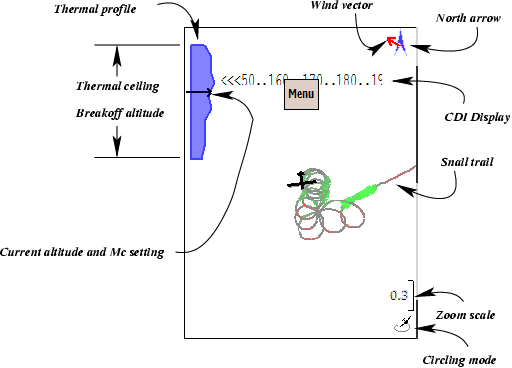 Thermal profile
Wind vector
North arrow
Thermal ceiling
<<<50..160..170..180..19
Menu
Breakoff altitude
CDI Display
Snail trail
Current altitude and Mc setting
0.3
Zoom scale
Circling mode